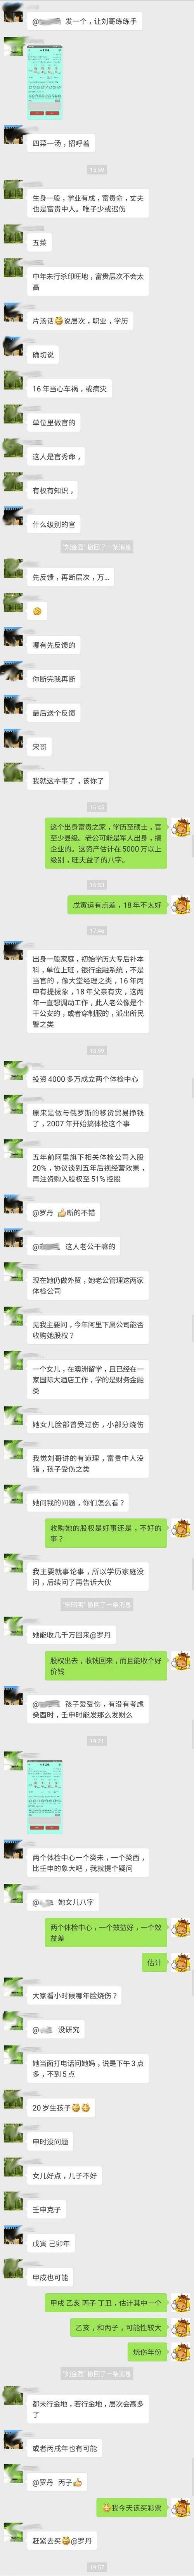 发一个，让刘哥练练手
四菜一汤，招呼着
生身一般，学业有成，富贵命，丈夫
也是富贵中人。唯子少或迟伤
五菜
中年未行杀印旺地，富贵层次不会太
高
片汤话
说层次，职业，学历
确切说
16 年当心车祸，或病灾
单位里做官的
这人是官秀命，
有权有知识，
什么级别的官
撤回了一条消息
先反馈，再断层次，万...
哪有先反馈的
你断完我再断
最后送个反馈
宋哥
我就这卒事了，该你了
这个出身富贵之家，学历至硕士，官
至少县级。老公可能是军人出身，搞
企业的。这资产估计在 5000 万以上
级别，旺夫益子的八字。
戊寅运有点差，18 年不太好
17:46
出身一般家庭，初始学历大专后补本
科，单位上班，银行金融系统，不是
当官的，像大堂经理之类，16 年丙
申有提拔象，18 年父亲有灾，这两
年一直想调动工作，此人老公像是个
干公安的，或者穿制服的，派出所民
警之类
投资 4000 多万成立两个体检中心
原来是做与俄罗斯的移货贸易挣钱
了，2007 年开始搞体检这个事
五年前阿里旗下相关体检公司入股
20%，协议谈到五年后视经营效果，
再注资购入股权至 51% 控股
@罗丹
断的不错
这人老公干嘛的
现在她仍做外贸，她老公管理这两家
体检公司
见我主要问，今年阿里下属公司能否
收购她股权？
一个女儿，在澳洲留学，且已经在一
家国际大酒店工作，学的是财务金融
类
她女儿脸部曾受过伤，小部分烧伤
我觉刘哥讲的有道理，富贵中人没
错，孩子受伤之类
她问我的问题，你们怎么看？
收购她的股权是好事还是，不好的
事？
我主要就事论事，所以学历家庭没
问，后续问了再告诉大伙
撤回了一条消息
她能收几千万回来@罗丹
股权出去，收钱回来，而且能收个好
价钱
孩子爱受伤，有没有考虑
癸酉时，壬申时能发那么发财么
两个体检中心一个癸未，一个癸酉，
比壬申的象大吧，我就提个疑问
她女儿八字
两个体检中心，一个效益好，一个效
益差
估计
大家看小时候哪年脸烧伤？
没研究
她当面打电话问她妈，说是下午 3 点
多，不到 5 点
20 岁生孩子
申时没问题
女儿好点，儿子不好
壬申克子
戊寅 己卯年
甲戌也可能
甲戌 乙亥 丙子 丁丑，估计其中一个
乙亥，和丙子，可能性较大
烧伤年份
撤回了一条消息
都未行金地，若行金地，层次会高多
了
或者丙戌年也有可能
@罗丹 丙子
我今天该买彩票
赶紧去买
@罗丹